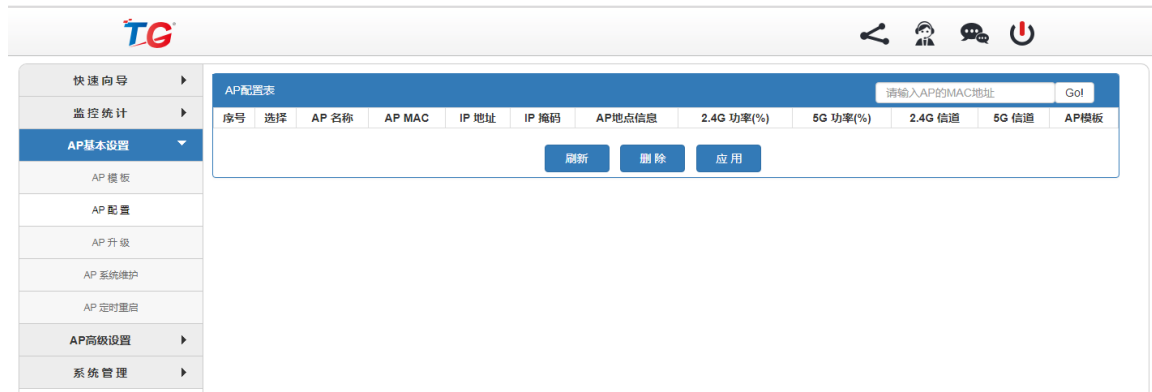 TG
快速向导
监控统计
AP基本设置
AP 模板
AP 配置
AP 升级
AP 系统维护
AP 定时重启
AP高级设置
系统管理
AP配置表 请输入AP的MAC地址 Go!
序号 选择 AP 名称 AP MAC IP 地址 IP 掩码 AP地点信息 2.4G 功率(%) 5G 功率(%) 2.4G 信道 5G 信道 AP模板
刷新 删除 应用